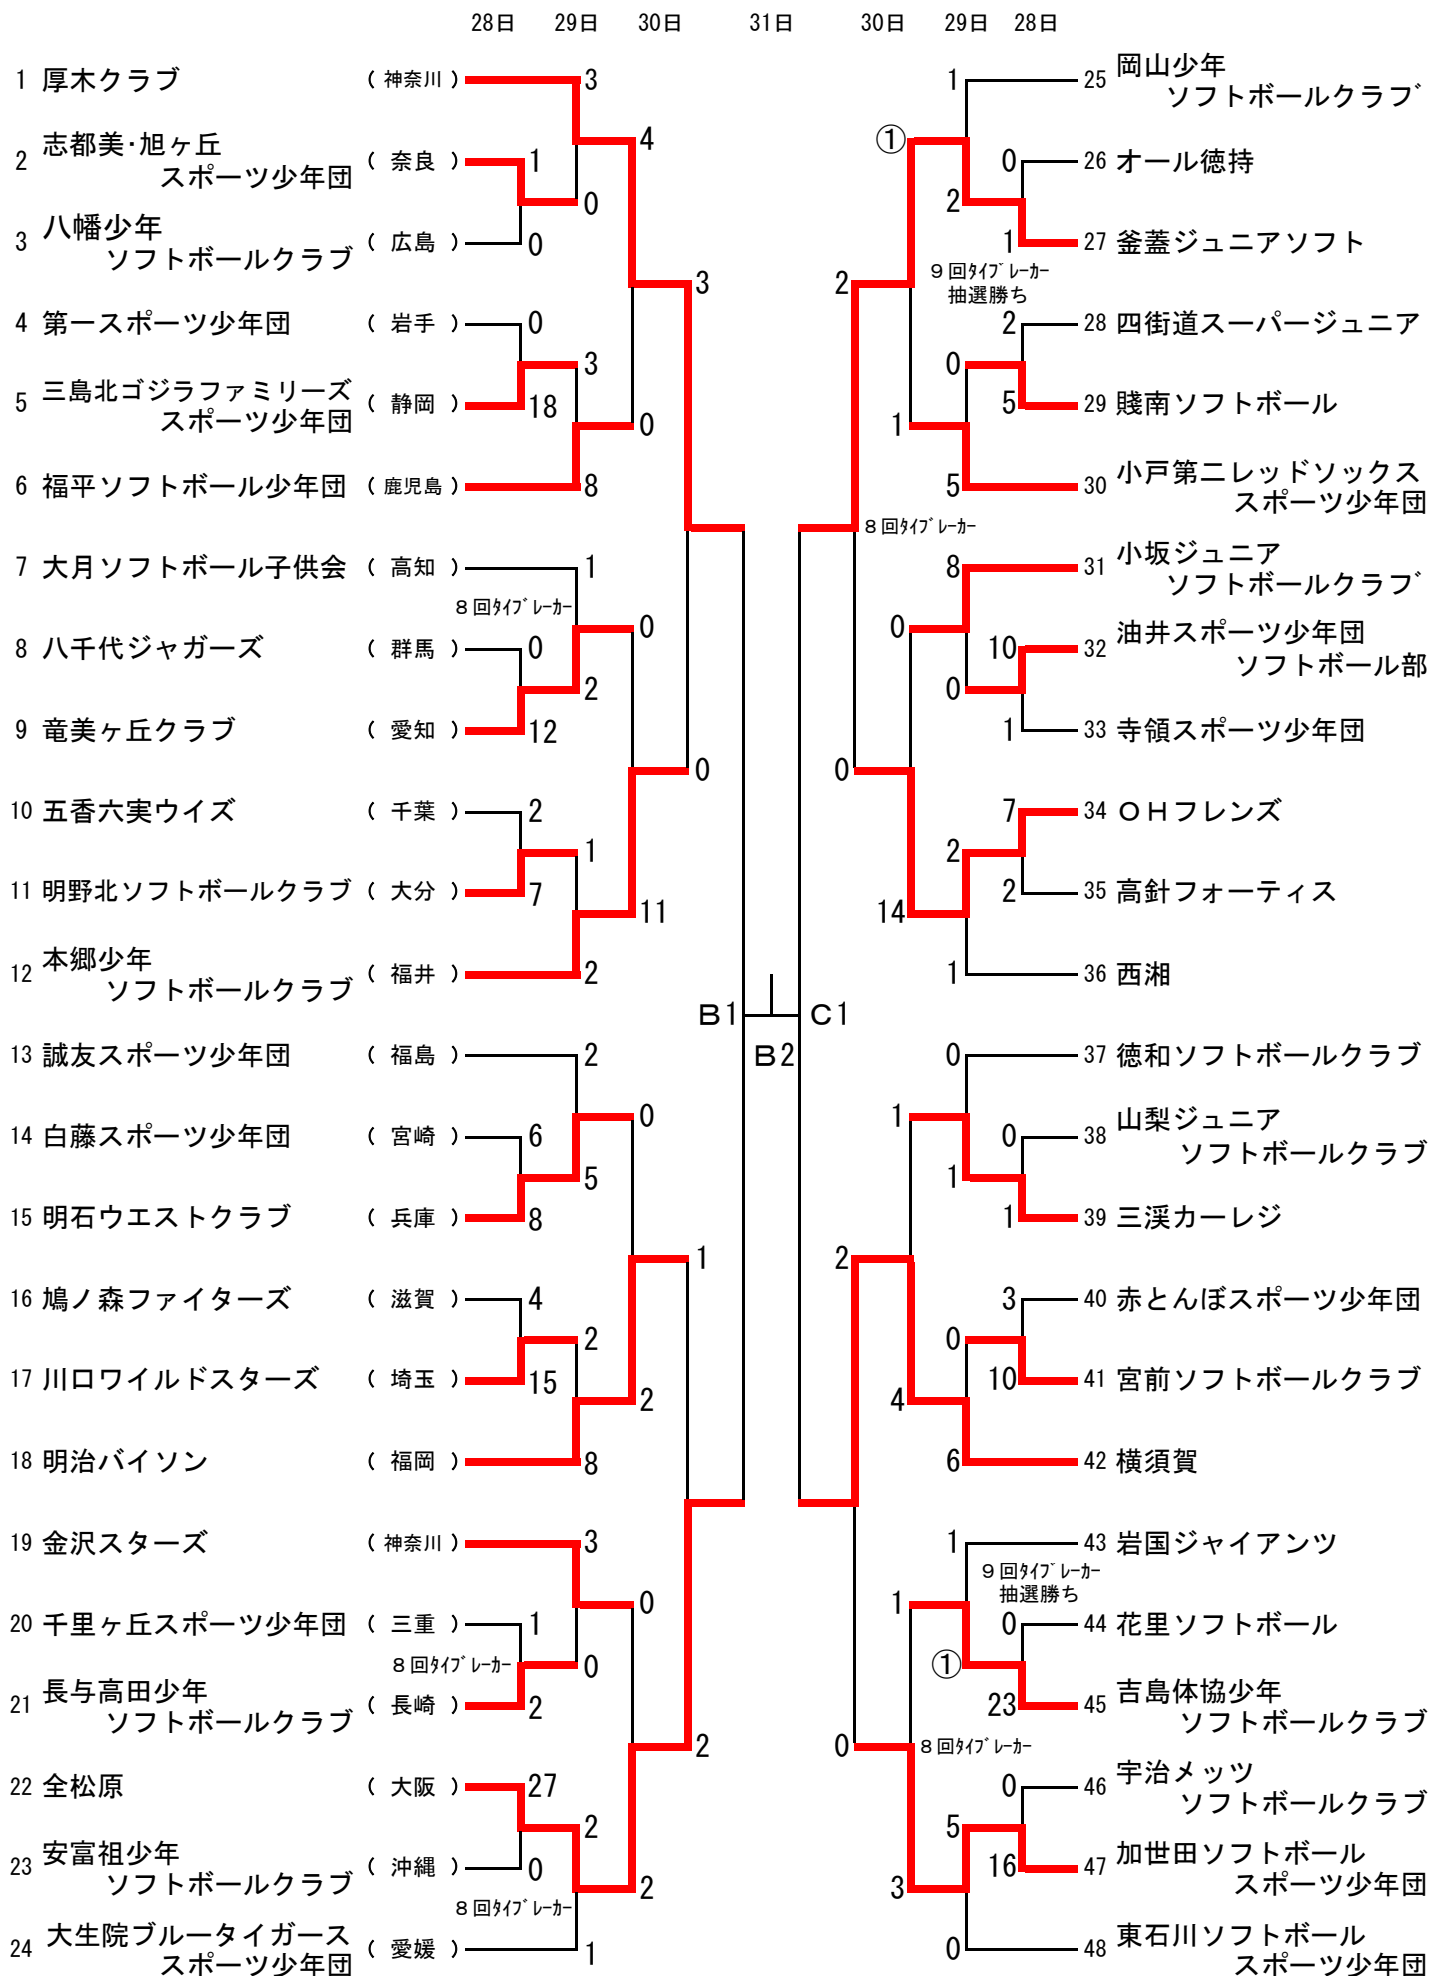 28日 29日 30日 31日 30日 29日 28日
1 厚木クラブ ( 神奈川 ) 3
4
2 志都美･旭ヶ丘
スポーツ少年団 ( 奈良 ) 1
0
3 八幡少年
ソフトボールクラブ ( 広島 ) 0
3
4 第一スポーツ少年団 ( 岩手 ) 0
3
5 三島北ゴジラファミリーズ
スポーツ少年団 ( 静岡 ) 18
0
6 福平ソフトボール少年団 ( 鹿児島 ) 8
7 大月ソフトボール子供会 ( 高知 ) 1
8回ﾀｲﾌﾞﾚｰｶｰ
0
8 八千代ジャガーズ ( 群馬 ) 0
2
9 竜美ヶ丘クラブ ( 愛知 ) 12
0
10 五香六実ウイズ ( 千葉 ) 2
1
11 明野北ソフトボールクラブ ( 大分 ) 7
11
12 本郷少年
ソフトボールクラブ ( 福井 ) 2
B1 C1
B2
13 誠友スポーツ少年団 ( 福島 ) 2
0
14 白藤スポーツ少年団 ( 宮崎 ) 6
5
15 明石ウエストクラブ ( 兵庫 ) 8
1
16 鳩ノ森ファイターズ ( 滋賀 ) 4
2
17 川口ワイルドスターズ ( 埼玉 ) 15
2
18 明治バイソン ( 福岡 ) 8
19 金沢スターズ ( 神奈川 ) 3
0
20 千里ヶ丘スポーツ少年団 ( 三重 ) 1
8回ﾀｲﾌﾞﾚｰｶｰ 0
21 長与高田少年
ソフトボールクラブ ( 長崎 ) 2
2
22 全松原 ( 大阪 ) 27
2
23 安富祖少年
ソフトボールクラブ ( 沖縄 ) 0
8回ﾀｲﾌﾞﾚｰｶｰ
2
24 大生院ブルータイガース
スポーツ少年団 ( 愛媛 ) 1
1 25 岡山少年
ソフトボールクラブ
①
0 26 オール徳持
2
1 27 釜蓋ジュニアソフト
9回ﾀｲﾌﾞﾚｰｶｰ
抽選勝ち
2
2 28 四街道スーパージュニア
0
5 29 賤南ソフトボール
1
5 30 小戸第二レッドソックス
スポーツ少年団
8回ﾀｲﾌﾞﾚｰｶｰ
8 31 小坂ジュニア
ソフトボールクラブ
0
10 32 油井スポーツ少年団
ソフトボール部
0
1 33 寺領スポーツ少年団
0
7 34 OHフレンズ
2
2 35 高針フォーティス
14
1 36 西湘
0 37 徳和ソフトボールクラブ
1
0 38 山梨ジュニア
ソフトボールクラブ
1
1 39 三渓カーレジ
2
3 40 赤とんぼスポーツ少年団
0
10 41 宮前ソフトボールクラブ
4
6 42 横須賀
1 43 岩国ジャイアンツ
9回ﾀｲﾌﾞﾚｰｶｰ
抽選勝ち
1
0 44 花里ソフトボール
①
23 45 吉島体協少年
ソフトボールクラブ
0 8回ﾀｲﾌﾞﾚｰｶｰ
0 46 宇治メッツ
ソフトボールクラブ
5
16 47 加世田ソフトボール
スポーツ少年団
3
0 48 東石川ソフトボール
スポーツ少年団